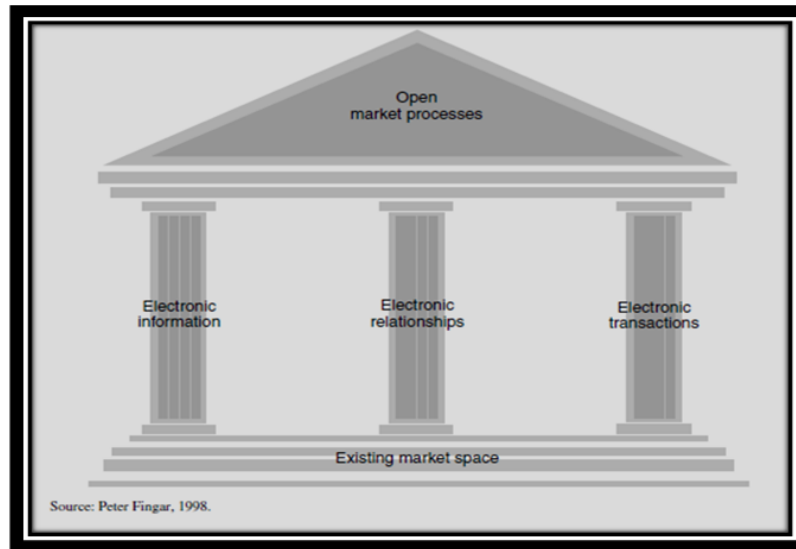 Open
market processes
Electronic
information
Electronic
relationships
Electronic
transactions
Existing market space
Source: Peter Fingar, 1998.